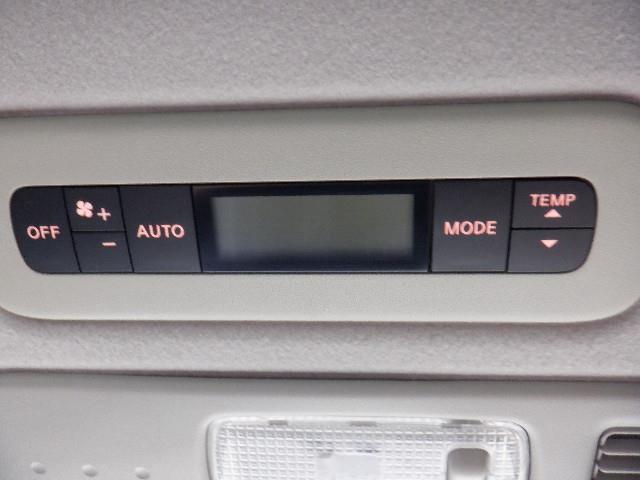 OFF + − AUTO MODE TEMP